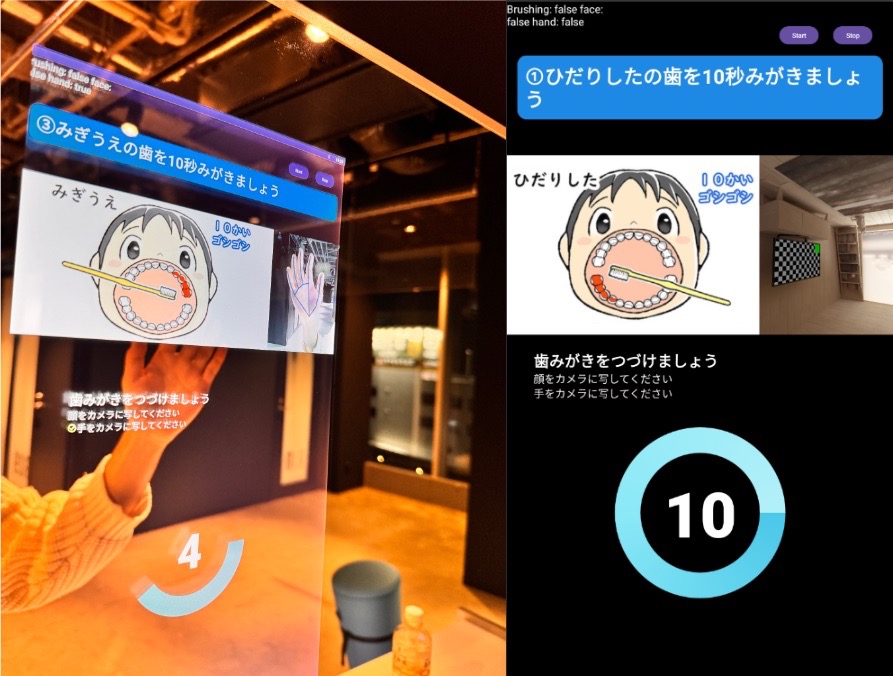 rushing: false face:
alse hand: true
③みぎうえの歯を10秒みがきましょう
Start
Stop
みぎうえ
10かい
ゴシゴシ
歯みがきをつづけましょう
顔をカメラに写してください
手をカメラに写してください
4
Brushing: false face:
false hand: false
Start
Stop
①ひだりしたの歯を10秒みがきましょ
う
ひだりした
10かい
ゴシゴシ
歯みがきをつづけましょう
顔をカメラに写してください
手をカメラに写してください
10